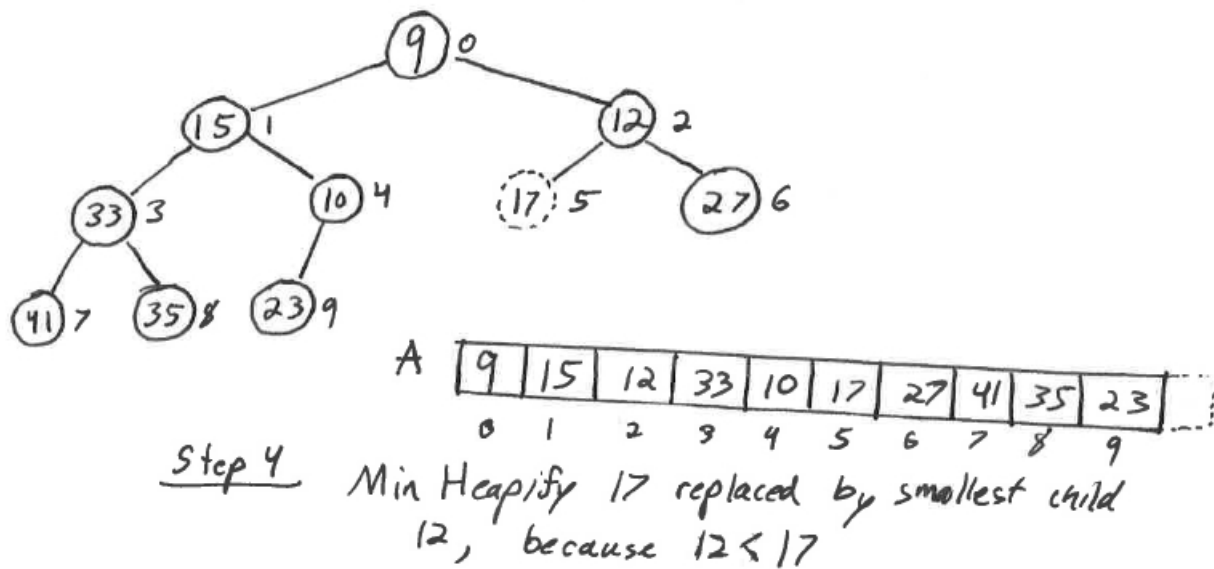 9 0
15 1 12 2
33 3 10 4 17 5 27 6
41 7 35 8 23 9
A 9 15 12 33 10 17 27 41 35 23
0 1 2 3 4 5 6 7 8 9
Step 4 Min Heapify 17 replaced by smallest child
12, because 12 < 17